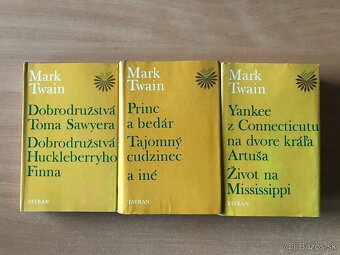 Mark
Twain
Dobrodružstvá
Toma Sawyera
Dobrodružstvá
Huckleberryho
Finna
TATRAN
Mark
Twain
Princ
a bedár
Tajomný
cudzinec
a iné
TATRAN
Mark
Twain
Yankee
z Connecticutu
na dvore kráľa
Artuša
Život na
Mississippi
TATRAN
Bazos.sk